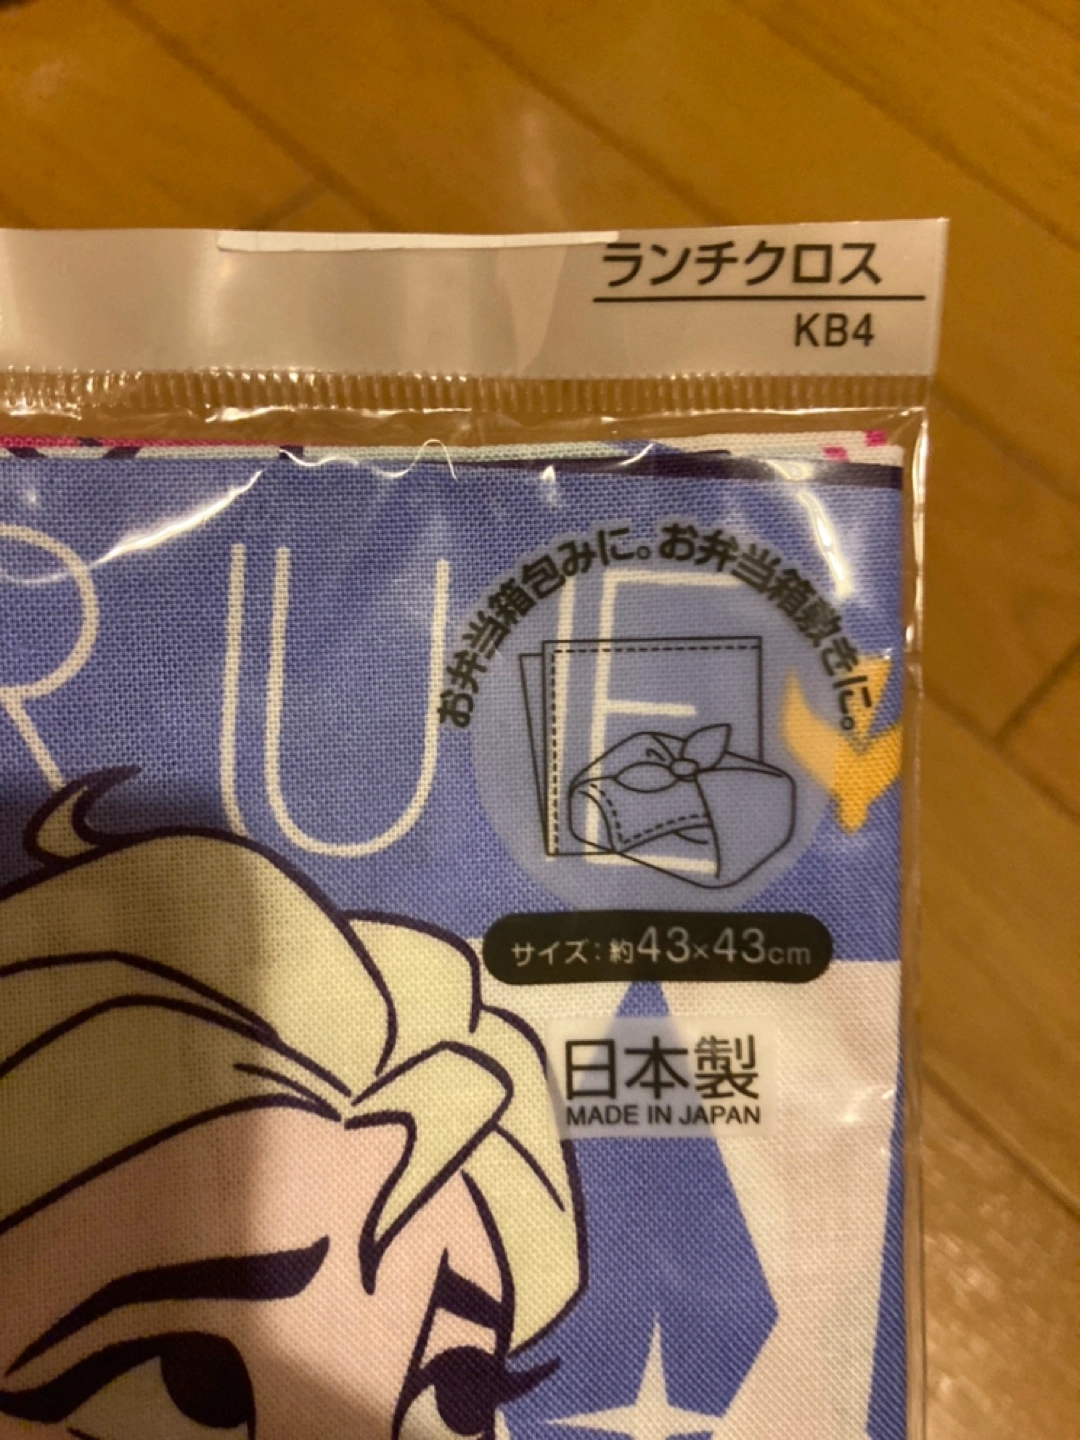 ランチクロス
KB4
RUE
お弁当箱包みに。お弁当箱敷きに。
サイズ:約43×43cm
日本製
MADE IN JAPAN